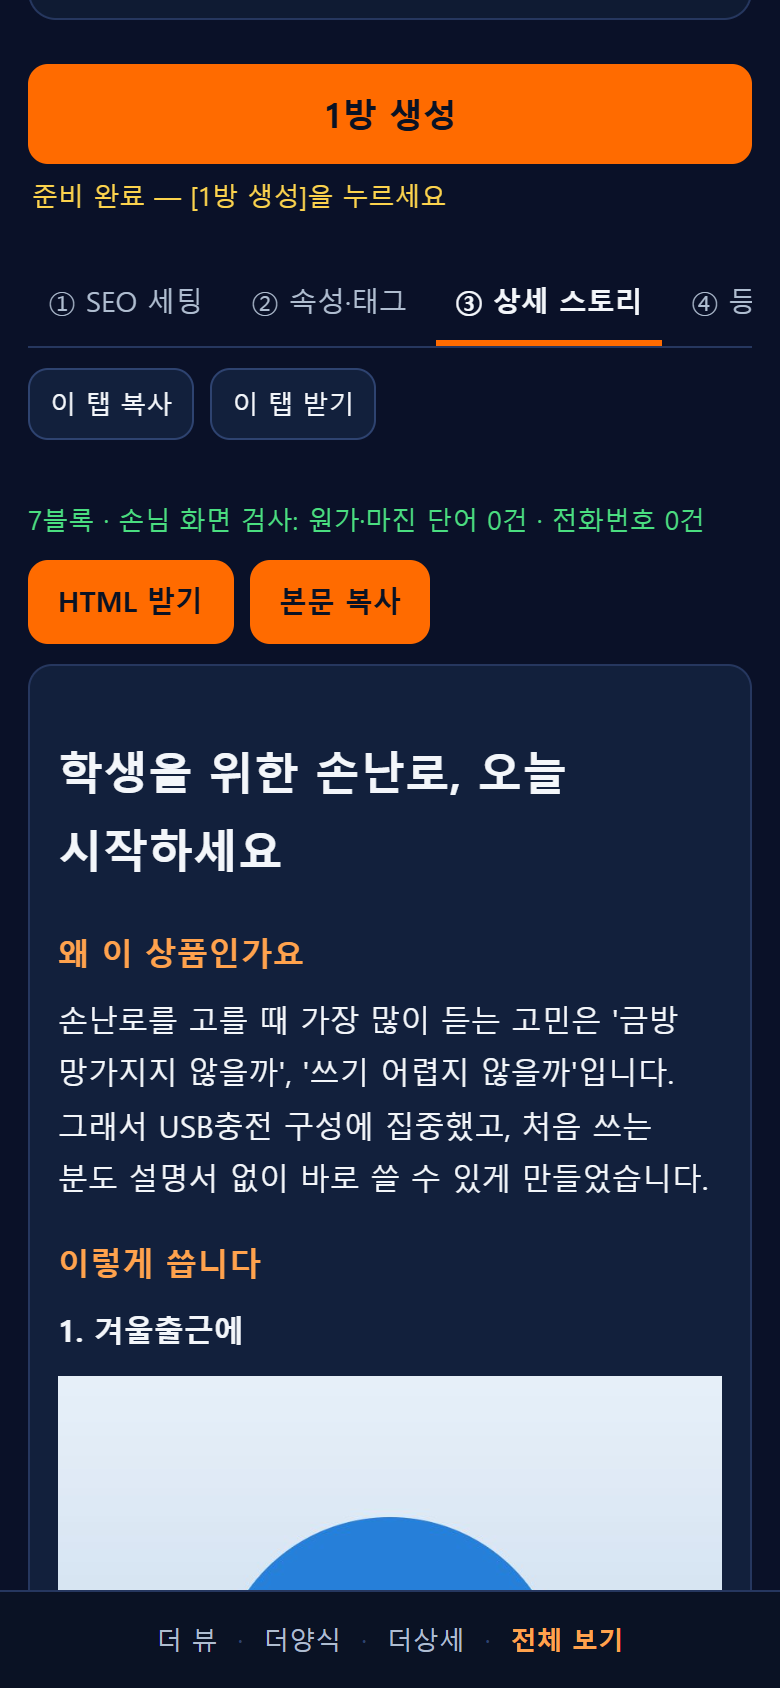 1방 생성
준비 완료 — [1방 생성]을 누르세요
① SEO 세팅 ② 속성·태그 ③ 상세 스토리 ④ 등
이 탭 복사 이 탭 받기
7블록 · 손님 화면 검사: 원가·마진 단어 0건 · 전화번호 0건
HTML 받기 본문 복사
학생을 위한 손난로, 오늘
시작하세요
왜 이 상품인가요
손난로를 고를 때 가장 많이 듣는 고민은 '금방
망가지지 않을까', '쓰기 어렵지 않을까'입니다.
그래서 USB충전 구성에 집중했고, 처음 쓰는
분도 설명서 없이 바로 쓸 수 있게 만들었습니다.
이렇게 씁니다
1. 겨울출근에
더 뷰 · 더양식 · 더상세 · 전체 보기